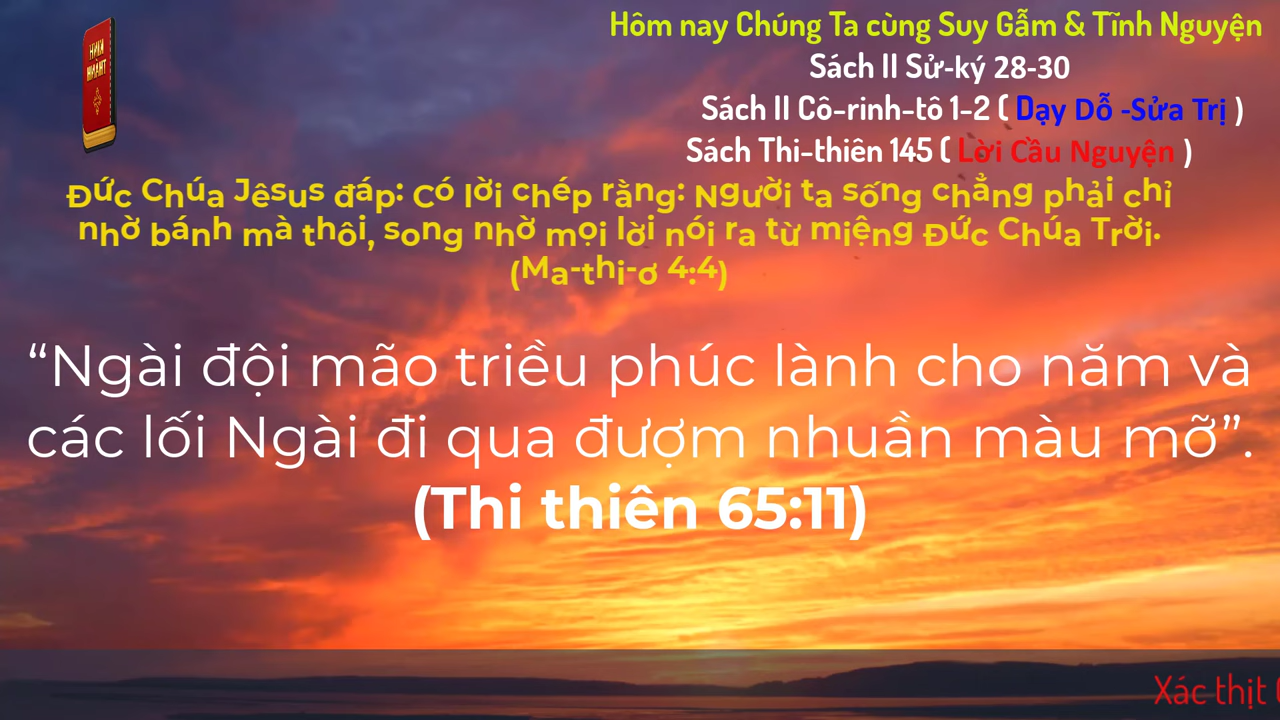 Hôm nay Chúng Ta cùng Suy Gẫm & Tĩnh Nguyện
Sách II Sử-ký 28-30
Sách II Cô-rinh-tô 1-2 ( Dạy Dỗ -Sửa Trị )
Sách Thi-thiên 145 ( Lời Cầu Nguyện )
Đức Chúa Jêsus đáp: Có lời chép rằng: Người ta sống chẳng phải chỉ
nhờ bánh mà thôi, song nhờ mọi lời nói ra từ miệng Đức Chúa Trời.
(Ma-thi-ơ 4:4)
“Ngài đội mão triều phúc lành cho năm và
các lối Ngài đi qua đượm nhuần màu mỡ”.
(Thi thiên 65:11)
Xác thịt